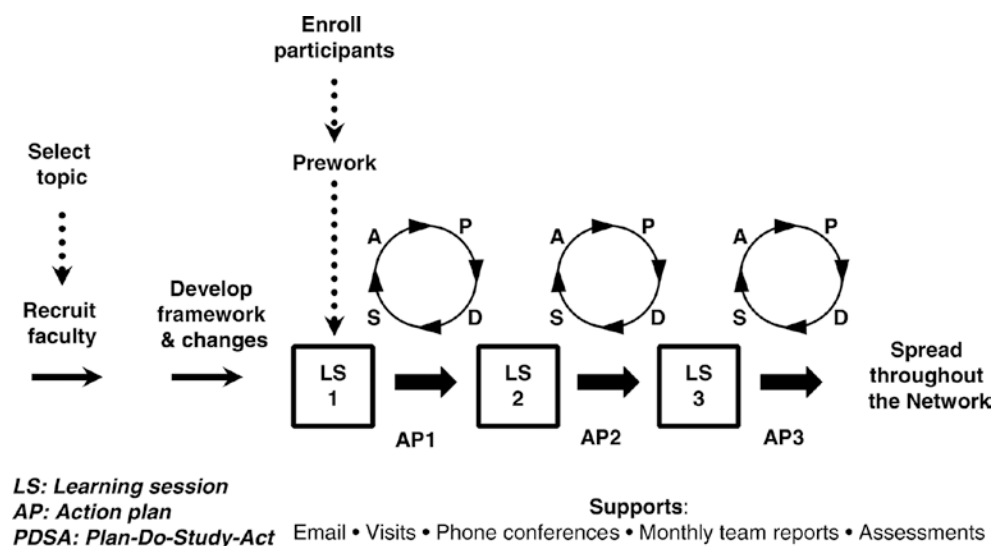 Enroll
participants
Prework
Select
topic
Recruit
faculty
Develop
framework
& changes
A
P
S
D
A
P
S
D
A
P
S
D
LS
1
LS
2
LS
3
AP1
AP2
AP3
Spread
throughout
the Network
LS: Learning session
AP: Action plan
PDSA: Plan-Do-Study-Act
Supports:
Email • Visits • Phone conferences • Monthly team reports • Assessments